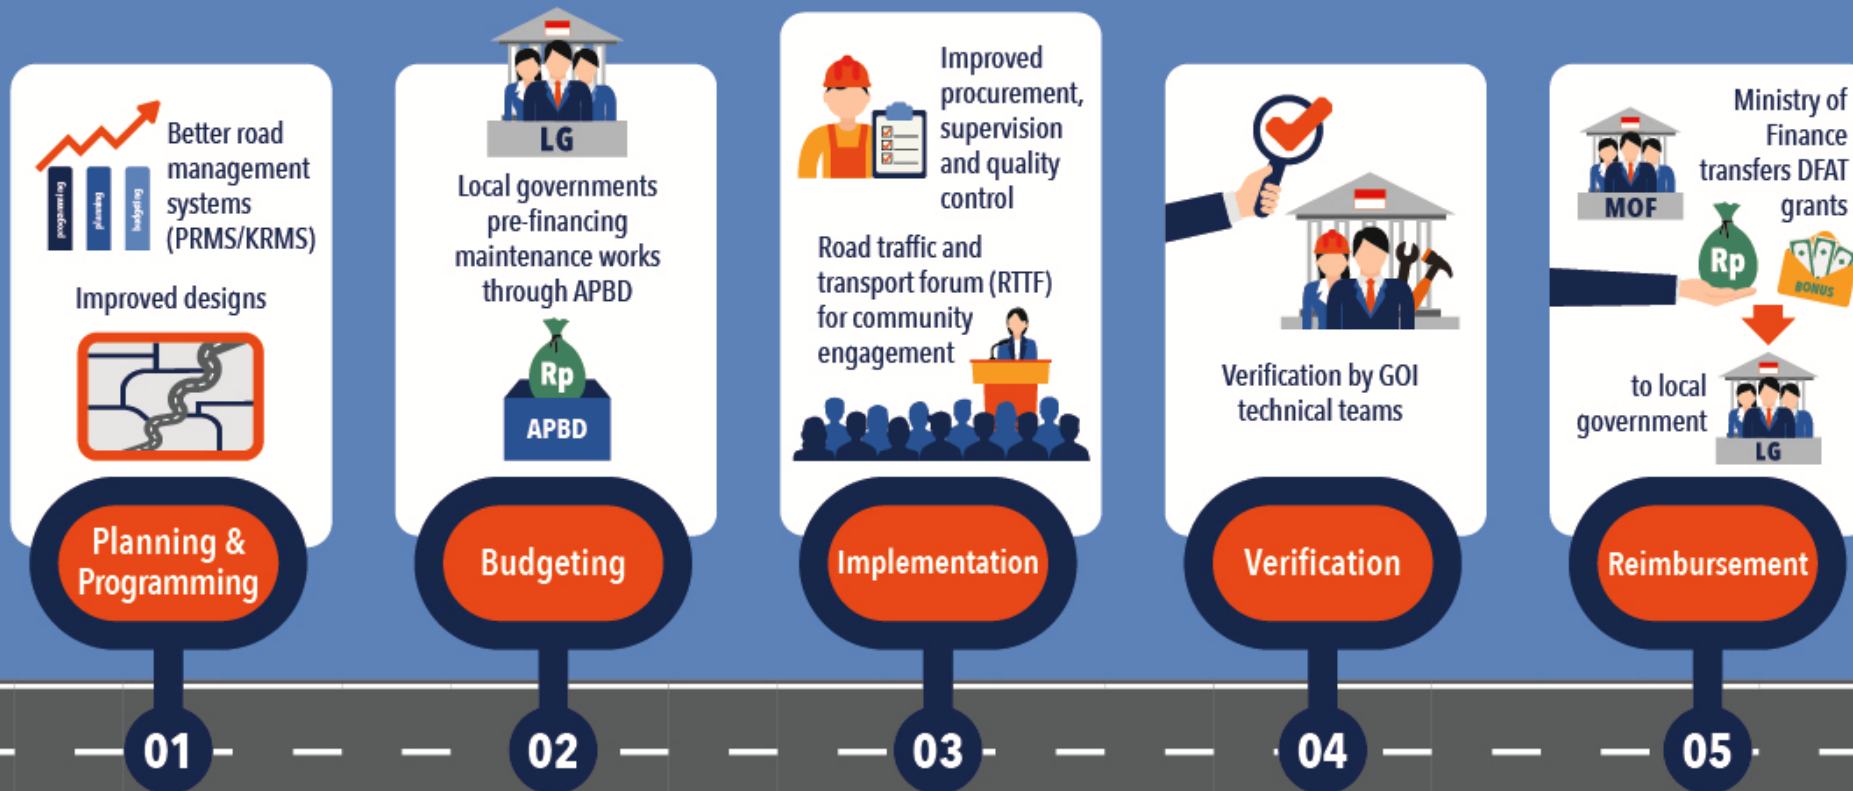 Better road
management
systems
(PRMS/KRMS)
programming
planning
budgeting
Improved designs
Planning &
Programming
01
LG
Local governments
pre-financing
maintenance works
through APBD
Rp
APBD
Budgeting
02
Improved
procurement,
supervision
and quality
control
Road traffic and
transport forum (RTTF)
for community
engagement
Implementation
03
Verification by GOI
technical teams
Verification
04
Ministry of
Finance
transfers DFAT
grants
MOF
Rp
BONUS
to local
government
LG
Reimbursement
05